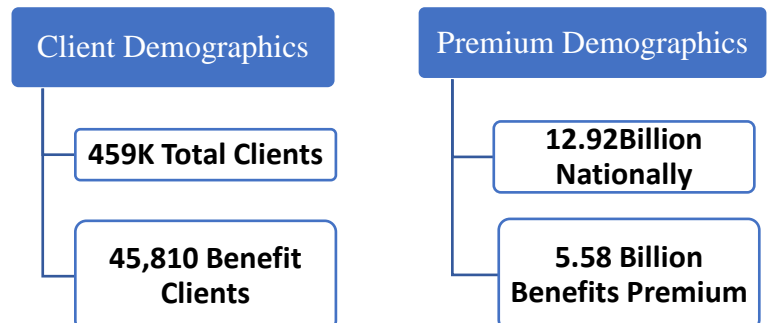 Client Demographics
459K Total Clients
45,810 Benefit
Clients
Premium Demographics
12.92Billion
Nationally
5.58 Billion
Benefits Premium